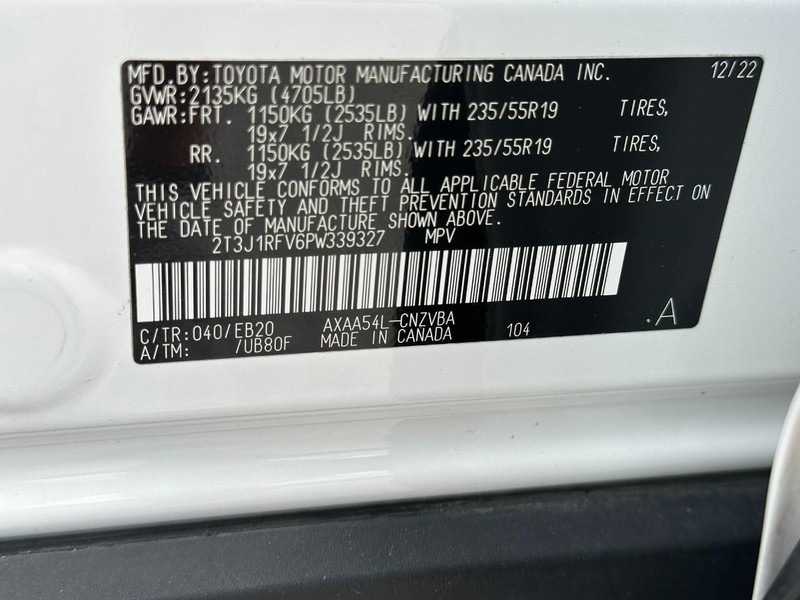 MFD.BY:TOYOTA MOTOR MANUFACTURING CANADA INC. 12/22
GVWR:2135KG (4705LB)
GAWR:FRT. 1150KG (2535LB) WITH 235/55R19 TIRES,
19x7 1/2J RIMS.
RR. 1150KG (2535LB) WITH 235/55R19 TIRES,
19x7 1/2J RIMS.
THIS VEHICLE CONFORMS TO ALL APPLICABLE FEDERAL MOTOR
VEHICLE SAFETY AND THEFT PREVENTION STANDARDS IN EFFECT ON
THE DATE OF MANUFACTURE SHOWN ABOVE.
2T3J1RFV6PW339327 MPV
C/TR:040/EB20 AXAA54L-CNZVBA
A/TM: /UB80F MADE IN CANADA 104 .A